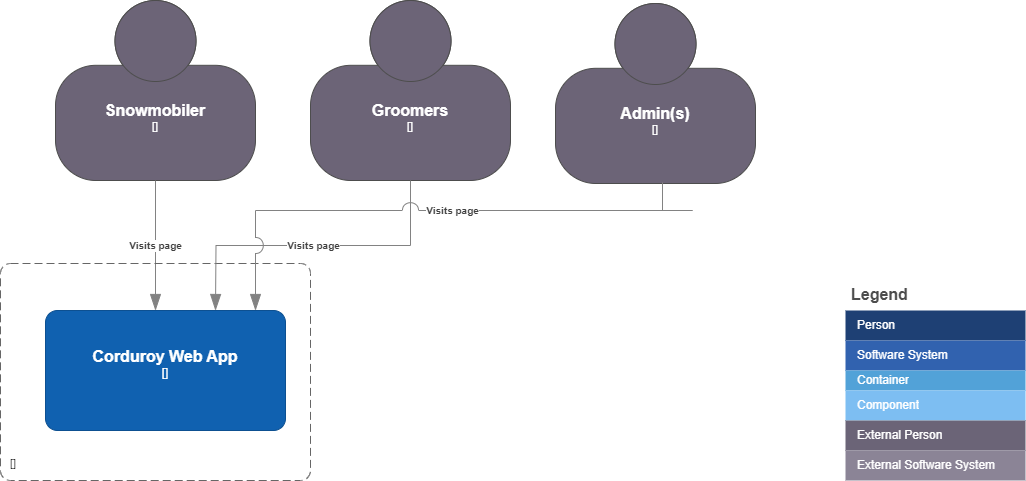 Snowmobiler
[]
Groomers
[]
Admin(s)
[]
Visits page
Visits page
Visits page
Corduroy Web App
[]
[]
Legend
Person
Software System
Container
Component
External Person
External Software System